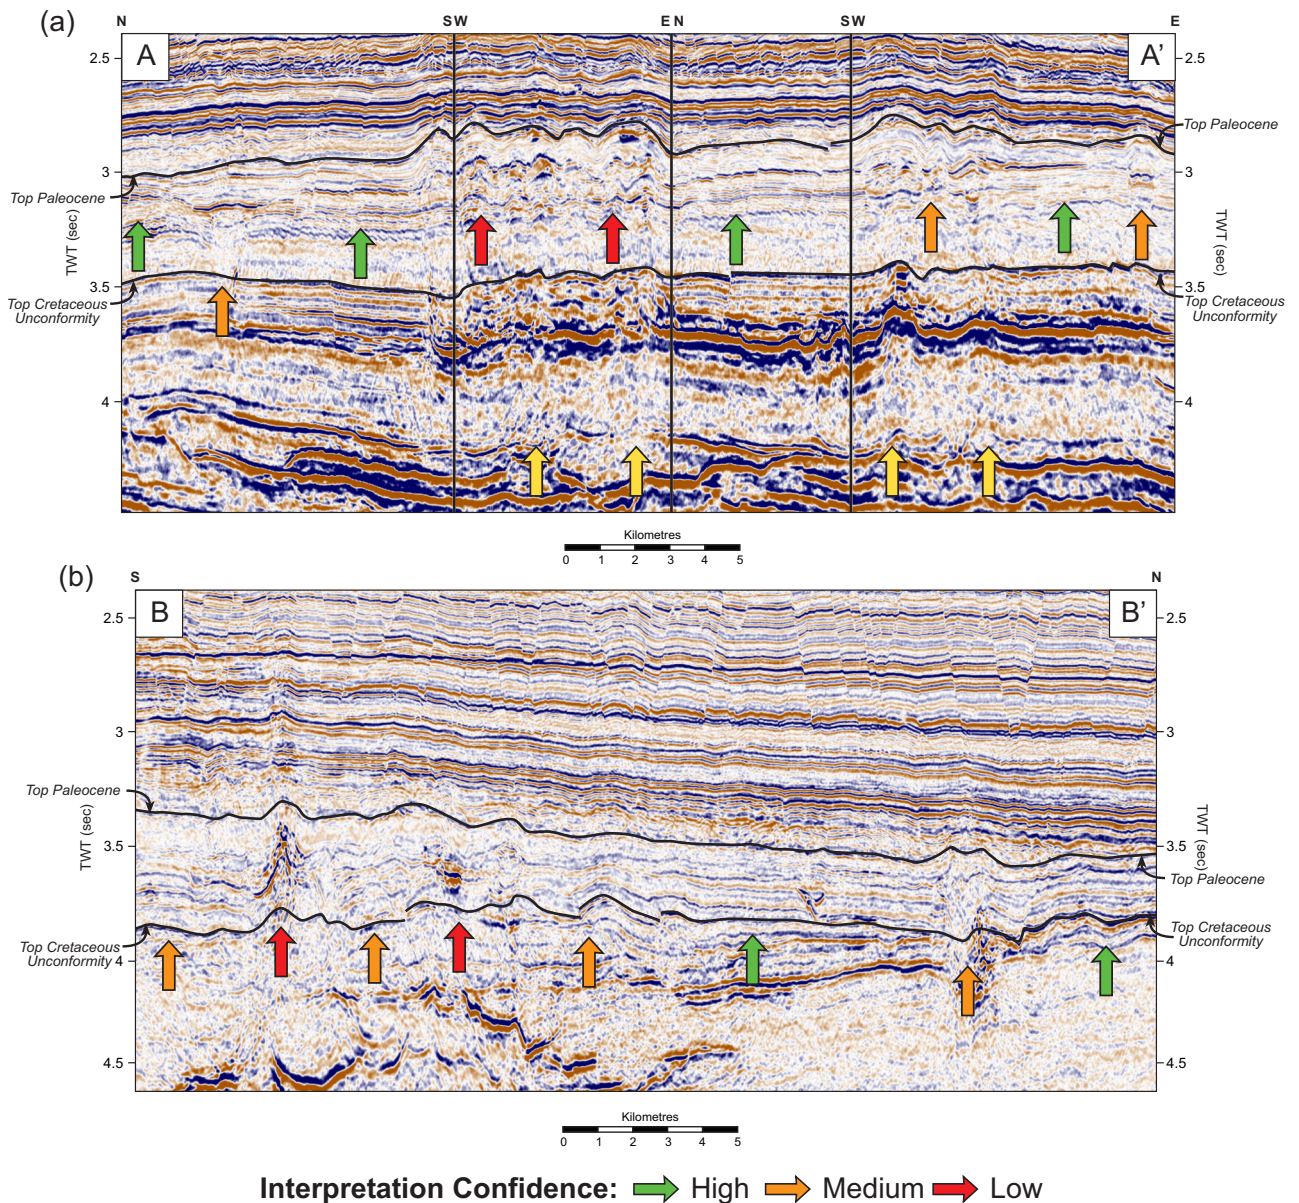 (a)
N S W E N S W E
A A'
2.5 2.5
Top Paleocene
3 3
Top Paleocene
TWT (sec) TWT (sec)
3.5 3.5
Top Cretaceous
Unconformity
Top Cretaceous
Unconformity
4 4
Kilometres
0 1 2 3 4 5
(b)
S N
B B'
2.5 2.5
3 3
Top Paleocene
TWT (sec) TWT (sec)
3.5 3.5
Top Paleocene
Top Cretaceous
Unconformity
Top Cretaceous
Unconformity
4 4
4.5 4.5
Kilometres
0 1 2 3 4 5
Interpretation Confidence: High Medium Low